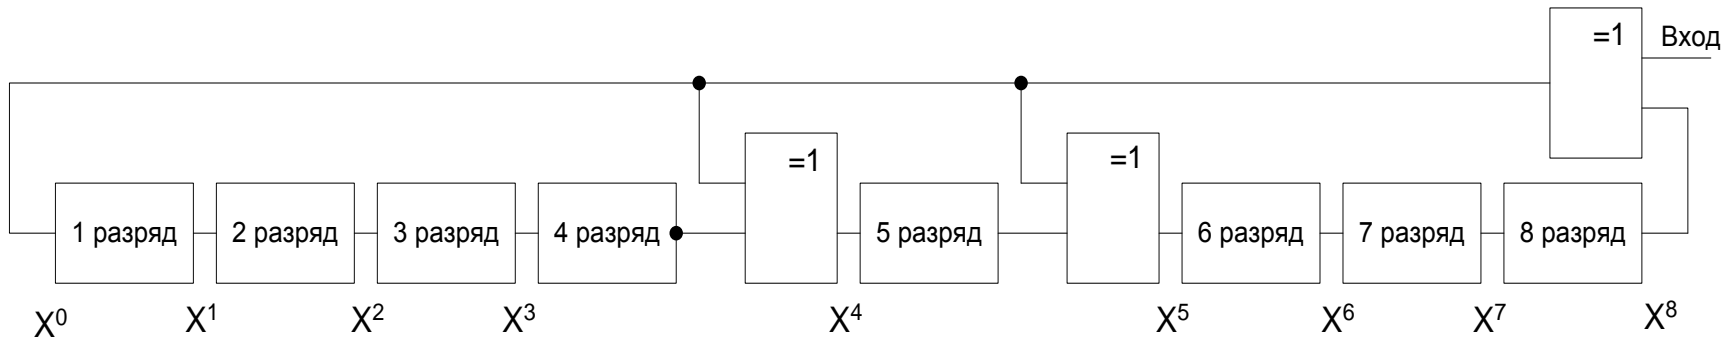 =1 Вход
=1 =1
1 разряд 2 разряд 3 разряд 4 разряд 5 разряд 6 разряд 7 разряд 8 разряд
X⁰ X¹ X² X³ X⁴ X⁵ X⁶ X⁷ X⁸